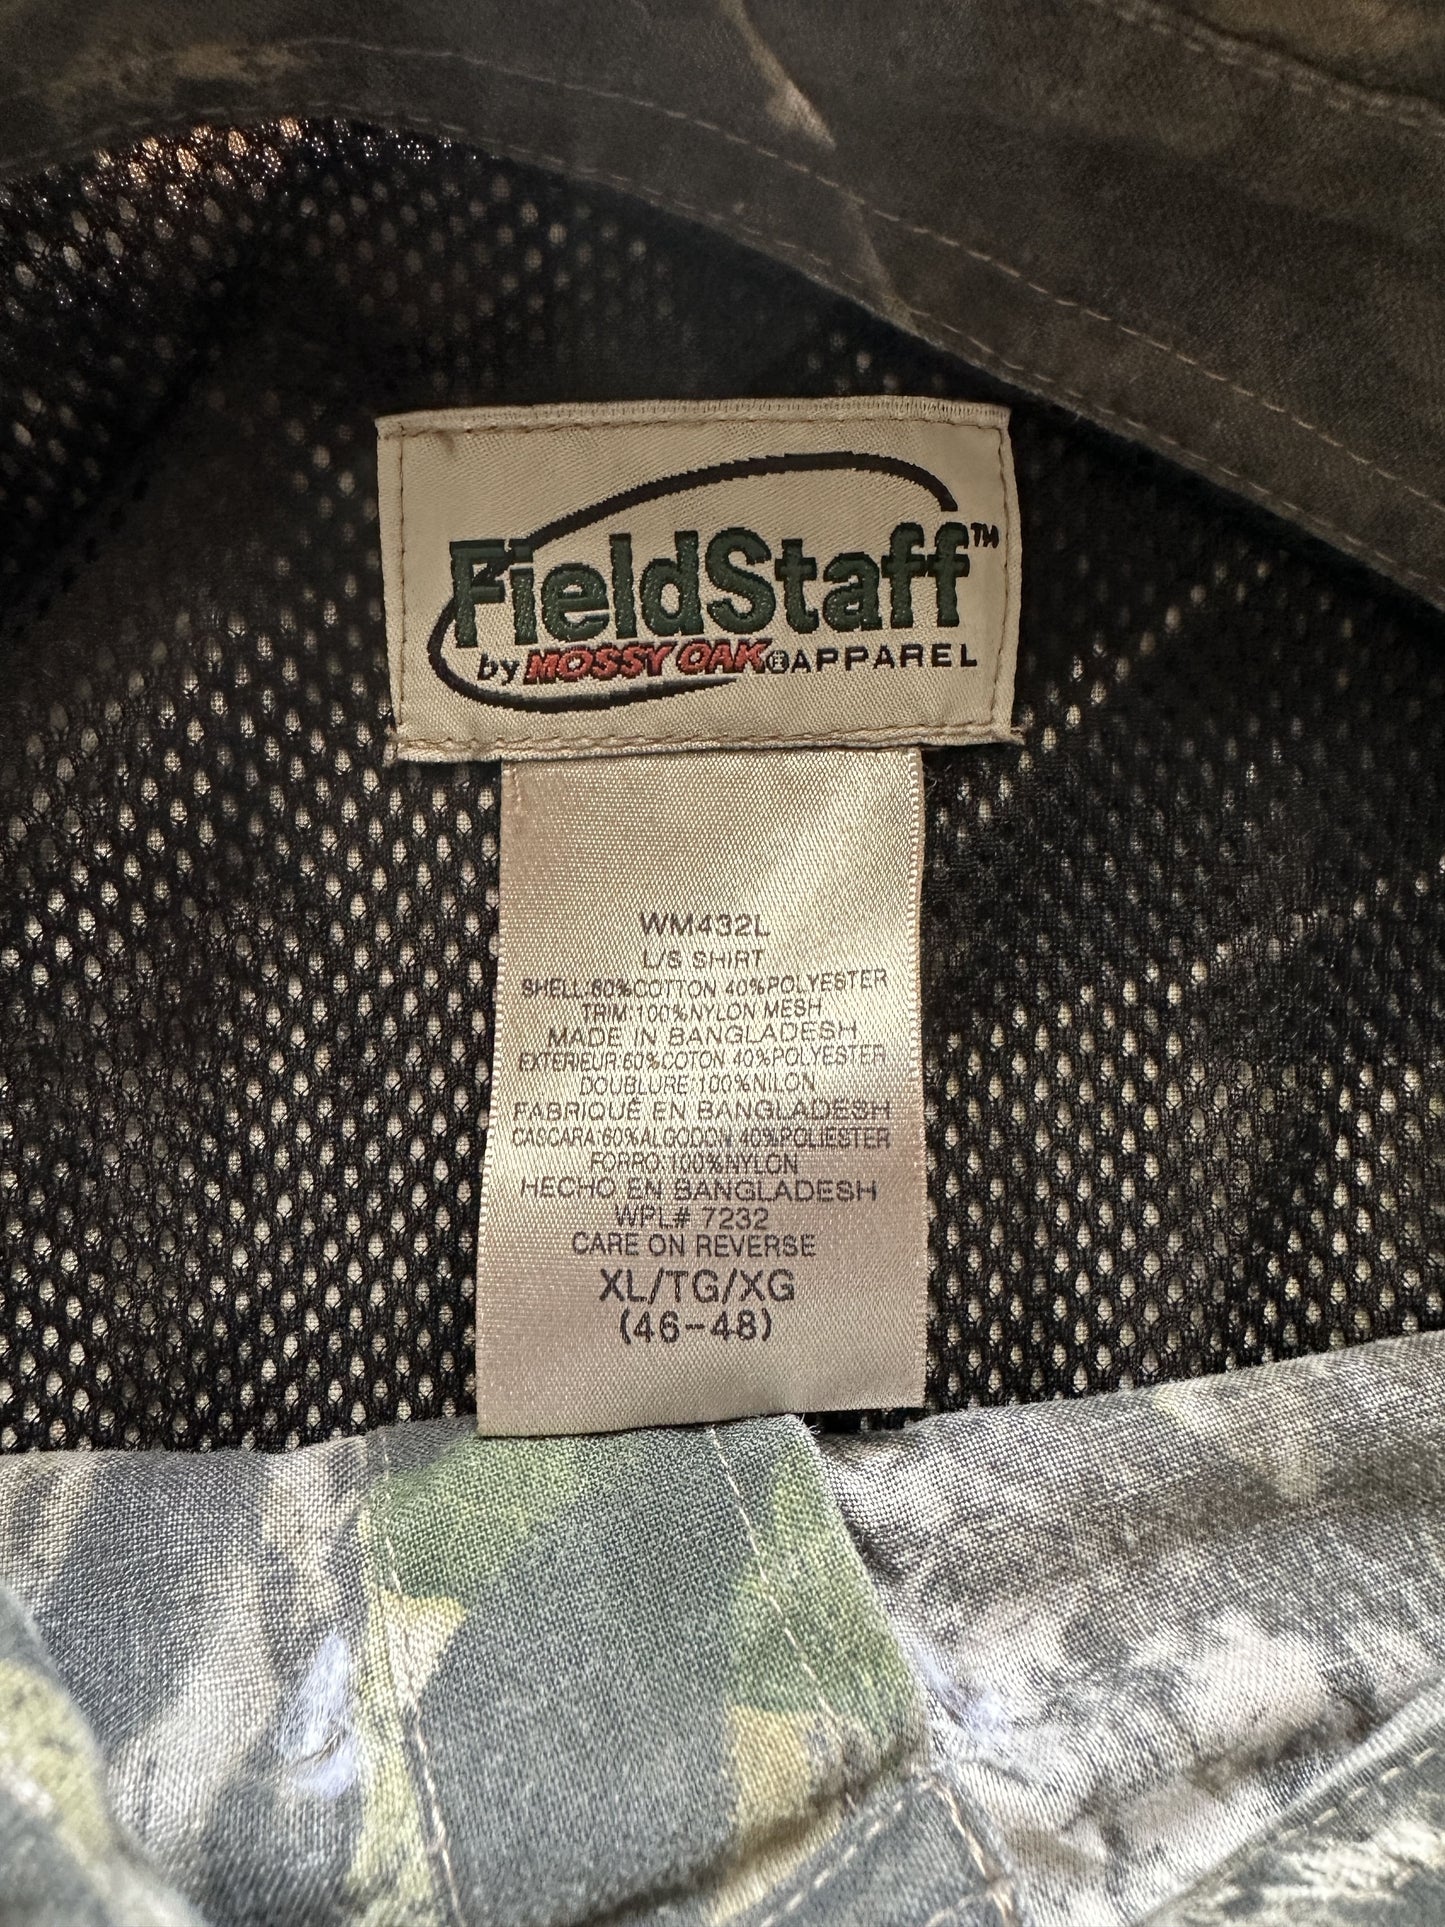 FieldStaff™
by MOSSY OAK® APPAREL
WM432L
L/S SHIRT
SHELL:60%COTTON 40%POLYESTER
TRIM:100%NYLON MESH
MADE IN BANGLADESH
EXTERIEUR:60%COTON 40%POLYESTER
DOUBLURE:100%NILON
FABRIQUÉ EN BANGLADESH
CASCARA:60%ALGODON 40%POLIESTER
FORRO:100%NYLON
HECHO EN BANGLADESH
WPL# 7232
CARE ON REVERSE
XL/TG/XG
(46-48)